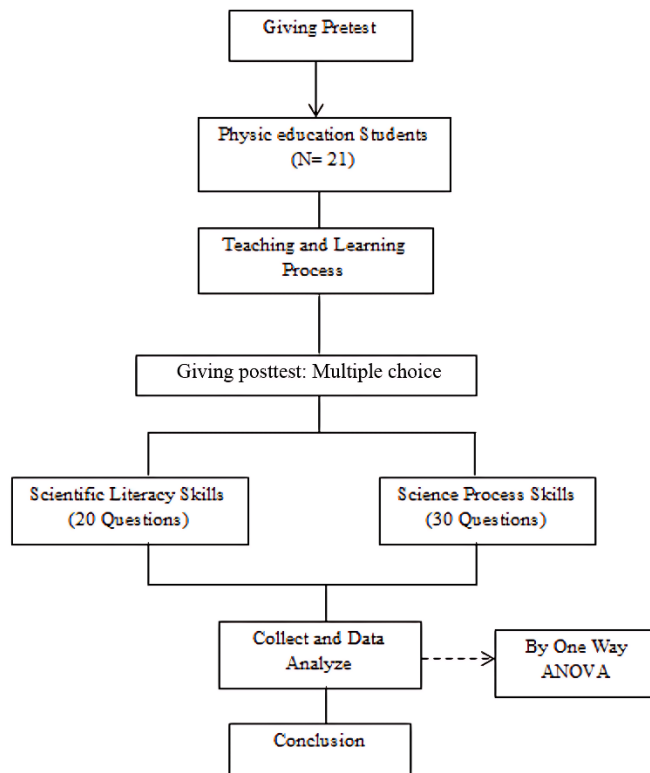 Giving Pretest
Physic education Students
(N= 21)
Teaching and Learning
Process
Giving posttest: Multiple choice
Scientific Literacy Skills
(20 Questions)
Science Process Skills
(30 Questions)
Collect and Data
Analyze
By One Way
ANOVA
Conclusion